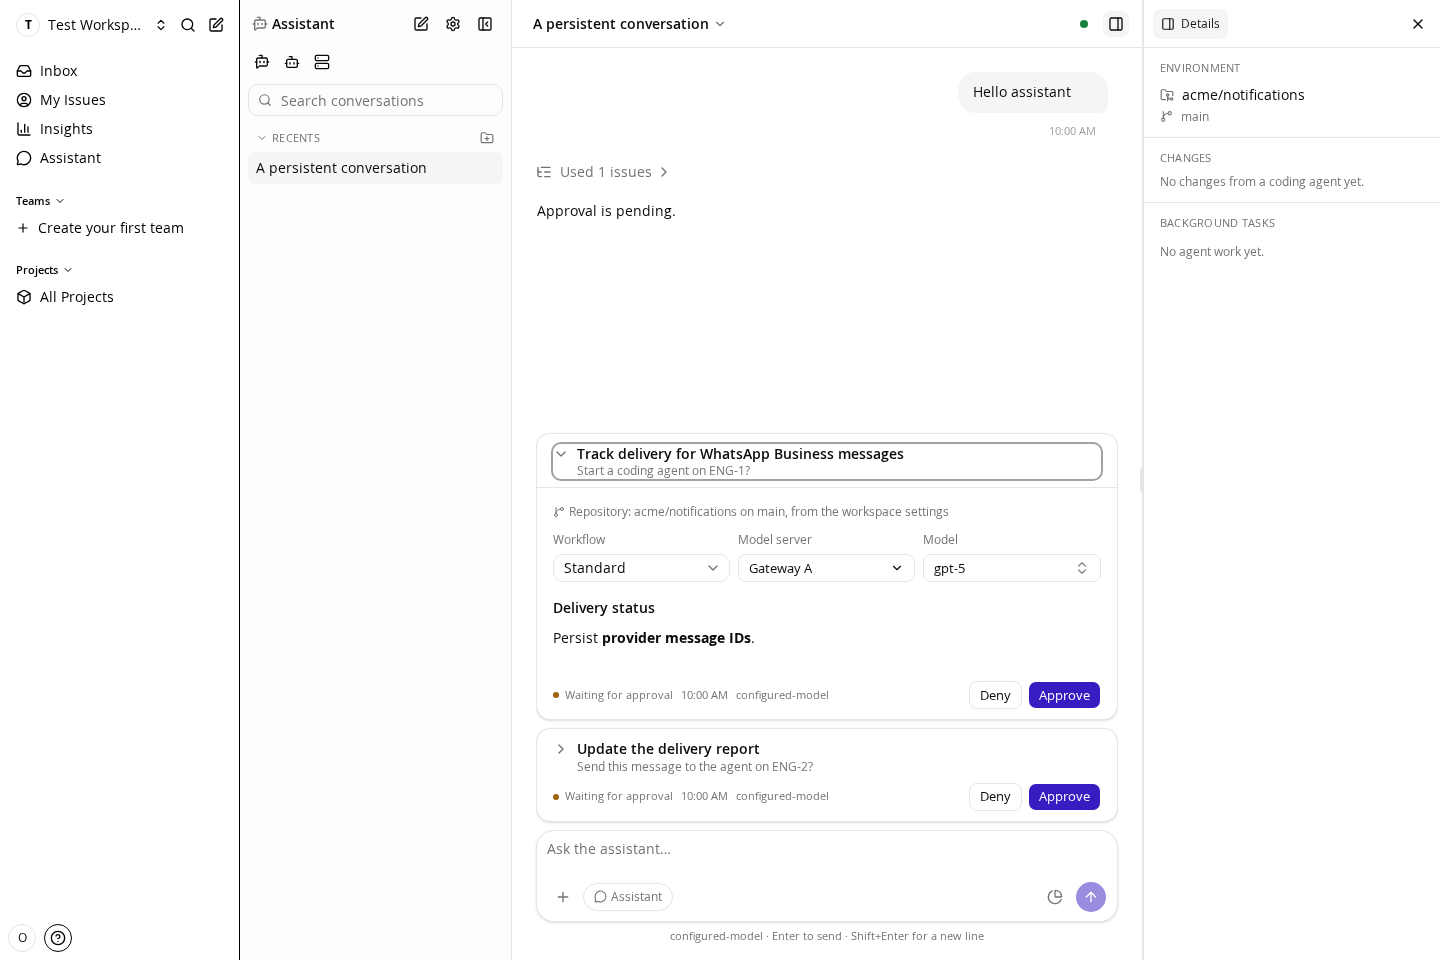 T
Test Worksp...
Inbox
My Issues
Insights
Assistant
Teams
Create your first team
Projects
All Projects
O
Assistant
Search conversations
RECENTS
A persistent conversation
A persistent conversation
Hello assistant
10:00 AM
Used 1 issues
Approval is pending.
Track delivery for WhatsApp Business messages
Start a coding agent on ENG-1?
Repository: acme/notifications on main, from the workspace settings
Workflow Model server Model
Standard Gateway A gpt-5
Delivery status
Persist provider message IDs.
Waiting for approval 10:00 AM configured-model Deny Approve
Update the delivery report
Send this message to the agent on ENG-2?
Waiting for approval 10:00 AM configured-model Deny Approve
Ask the assistant...
Assistant
configured-model · Enter to send · Shift+Enter for a new line
Details
ENVIRONMENT
acme/notifications
main
CHANGES
No changes from a coding agent yet.
BACKGROUND TASKS
No agent work yet.